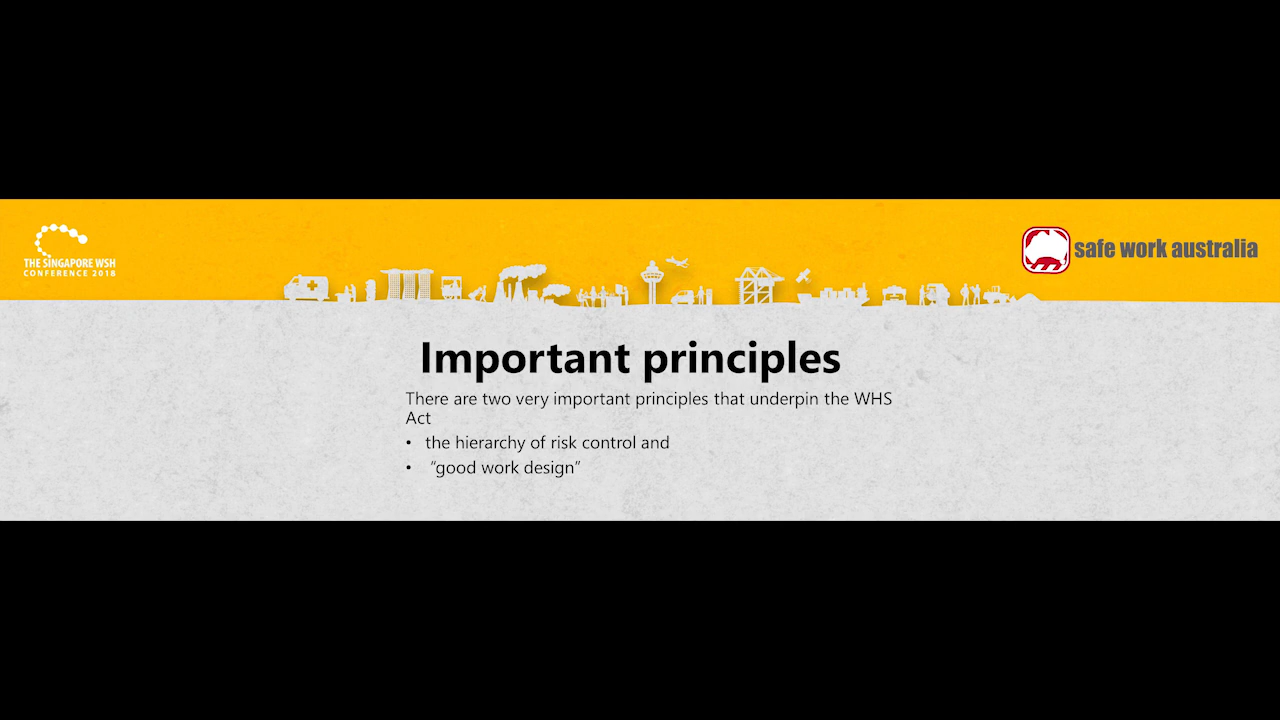 THE SINGAPORE WSH
CONFERENCE 2018
safe work australia
Important principles
There are two very important principles that underpin the WHS
Act
• the hierarchy of risk control and
• “good work design”